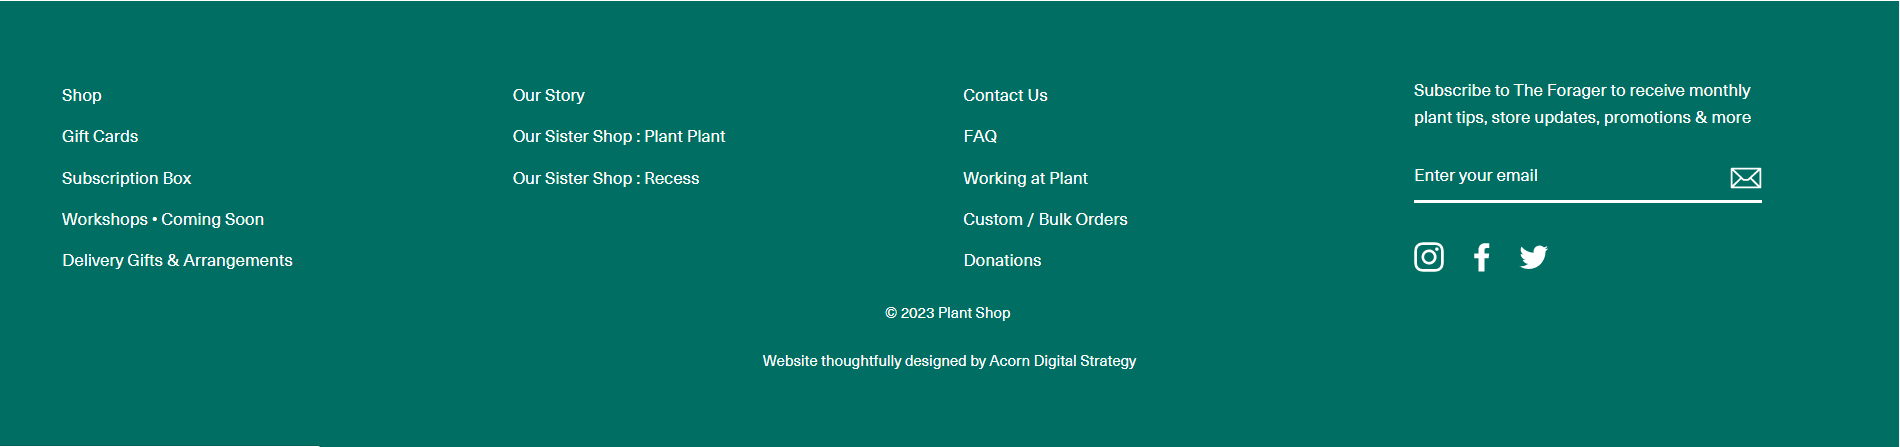 Shop
Gift Cards
Subscription Box
Workshops • Coming Soon
Delivery Gifts & Arrangements
Our Story
Our Sister Shop : Plant Plant
Our Sister Shop : Recess
Contact Us
FAQ
Working at Plant
Custom / Bulk Orders
Donations
Subscribe to The Forager to receive monthly
plant tips, store updates, promotions & more
Enter your email
© 2023 Plant Shop
Website thoughtfully designed by Acorn Digital Strategy